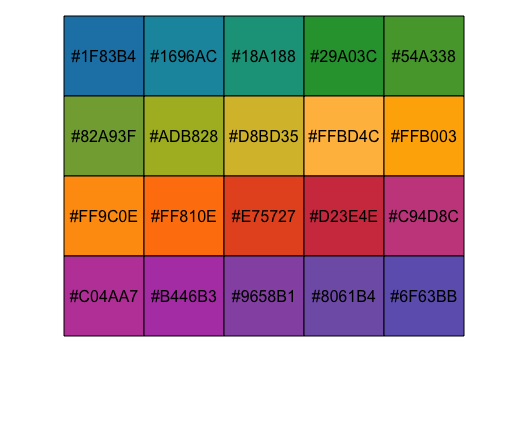 #1F83B4 #1696AC #18A188 #29A03C #54A338
#82A93F #ADB828 #D8BD35 #FFBD4C #FFB003
#FF9C0E #FF810E #E75727 #D23E4E #C94D8C
#C04AA7 #B446B3 #9658B1 #8061B4 #6F63BB